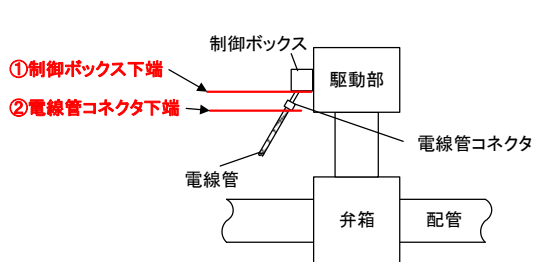 制御ボックス
①制御ボックス下端
駆動部
②電線管コネクタ下端
電線管コネクタ
電線管
弁箱
配管